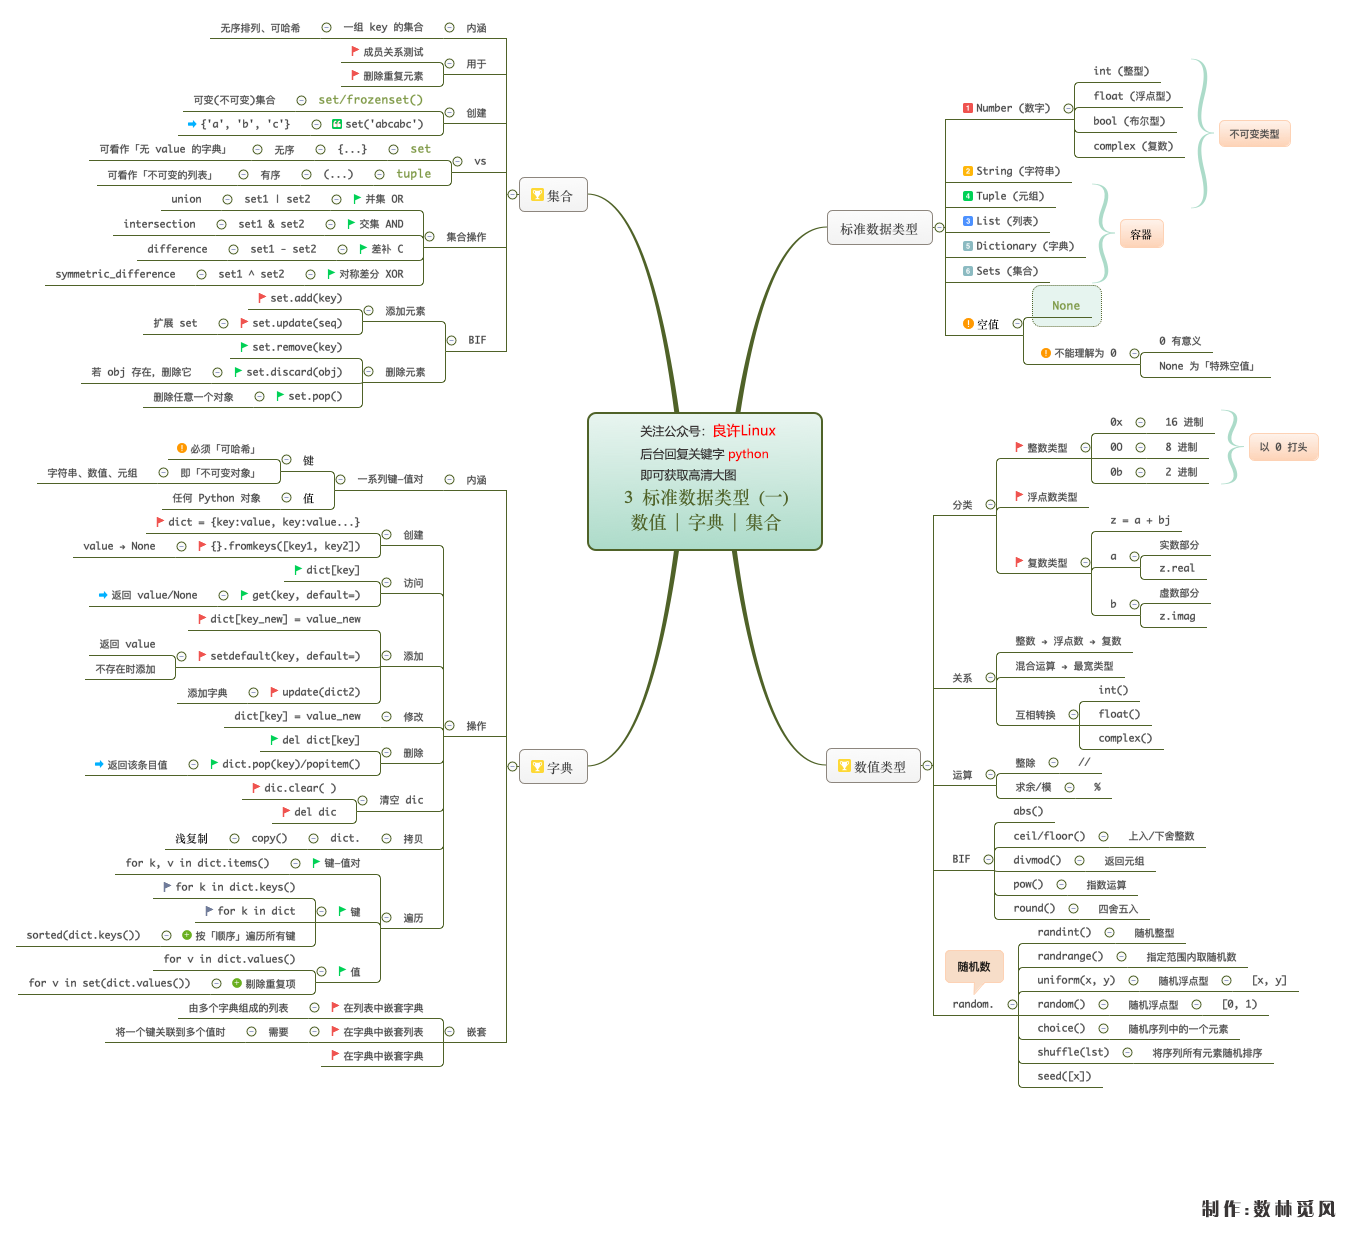 关注公众号：良许Linux
后台回复关键字 python
即可获取高清大图
3 标准数据类型 (一)
数值 | 字典 | 集合
标准数据类型
1 Number (数字)
int (整型)
float (浮点型)
bool (布尔型)
complex (复数)
2 String (字符串)
4 Tuple (元组)
3 List (列表)
5 Dictionary (字典)
6 Sets (集合)
不可变类型
容器
空值
None
不能理解为 0
0 有意义
None 为「特殊空值」
数值类型
分类
整数类型
0x
16 进制
0O
8 进制
0b
2 进制
以 0 打头
浮点数类型
复数类型
z = a + bj
a
实数部分
z.real
b
虚数部分
z.imag
关系
整数 → 浮点数 → 复数
混合运算 → 最宽类型
互相转换
int()
float()
complex()
运算
整除
//
求余/模
%
BIF
abs()
ceil/floor()
上入/下舍整数
divmod()
返回元组
pow()
指数运算
round()
四舍五入
随机数
random.
randint()
随机整型
randrange()
指定范围内取随机数
uniform(x, y)
随机浮点型
[x, y]
random()
随机浮点型
[0, 1)
choice()
随机序列中的一个元素
shuffle(lst)
将序列所有元素随机排序
seed([x])
集合
内涵
一组 key 的集合
无序排列、可哈希
用于
成员关系测试
删除重复元素
创建
set/frozenset()
可变(不可变)集合
set('abcabc')
{'a', 'b', 'c'}
vs
set
{...}
无序
可看作「无 value 的字典」
tuple
(...)
有序
可看作「不可变的列表」
集合操作
并集 OR
set1 | set2
union
交集 AND
set1 & set2
intersection
差补 C
set1 - set2
difference
对称差分 XOR
set1 ^ set2
symmetric_difference
BIF
添加元素
set.add(key)
set.update(seq)
扩展 set
删除元素
set.remove(key)
set.discard(obj)
若 obj 存在, 删除它
set.pop()
删除任意一个对象
字典
内涵
一系列键-值对
键
必须「可哈希」
即「不可变对象」
字符串、数值、元组
值
任何 Python 对象
操作
创建
dict = {key:value, key:value...}
{}.fromkeys([key1, key2])
value → None
访问
dict[key]
get(key, default=)
返回 value/None
添加
dict[key_new] = value_new
setdefault(key, default=)
返回 value
不存在时添加
update(dict2)
添加字典
修改
dict[key] = value_new
删除
del dict[key]
dict.pop(key)/popitem()
返回该条目值
清空 dic
dic.clear( )
del dic
拷贝
dict.
copy()
浅复制
遍历
键-值对
for k, v in dict.items()
键
for k in dict.keys()
for k in dict
按「顺序」遍历所有键
sorted(dict.keys())
值
for v in dict.values()
剔除重复项
for v in set(dict.values())
嵌套
在列表中嵌套字典
由多个字典组成的列表
在字典中嵌套列表
需要
将一个键关联到多个值时
在字典中嵌套字典
制作:数林觅风